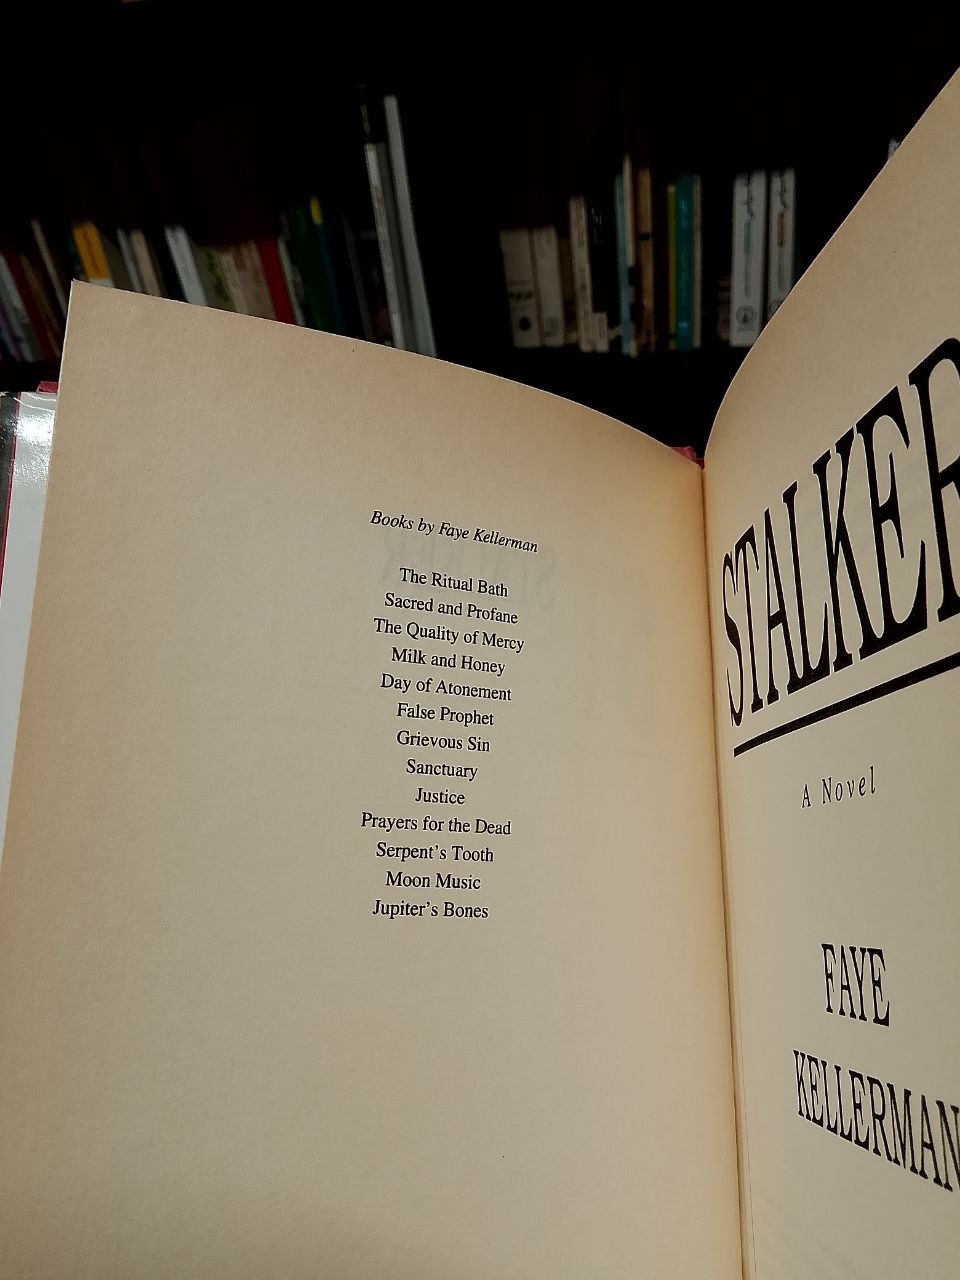 Books by Faye Kellerman
The Ritual Bath
Sacred and Profane
The Quality of Mercy
Milk and Honey
Day of Atonement
False Prophet
Grievous Sin
Sanctuary
Justice
Prayers for the Dead
Serpent's Tooth
Moon Music
Jupiter's Bones
STALKER
A Novel
FAYE
KELLERMAN